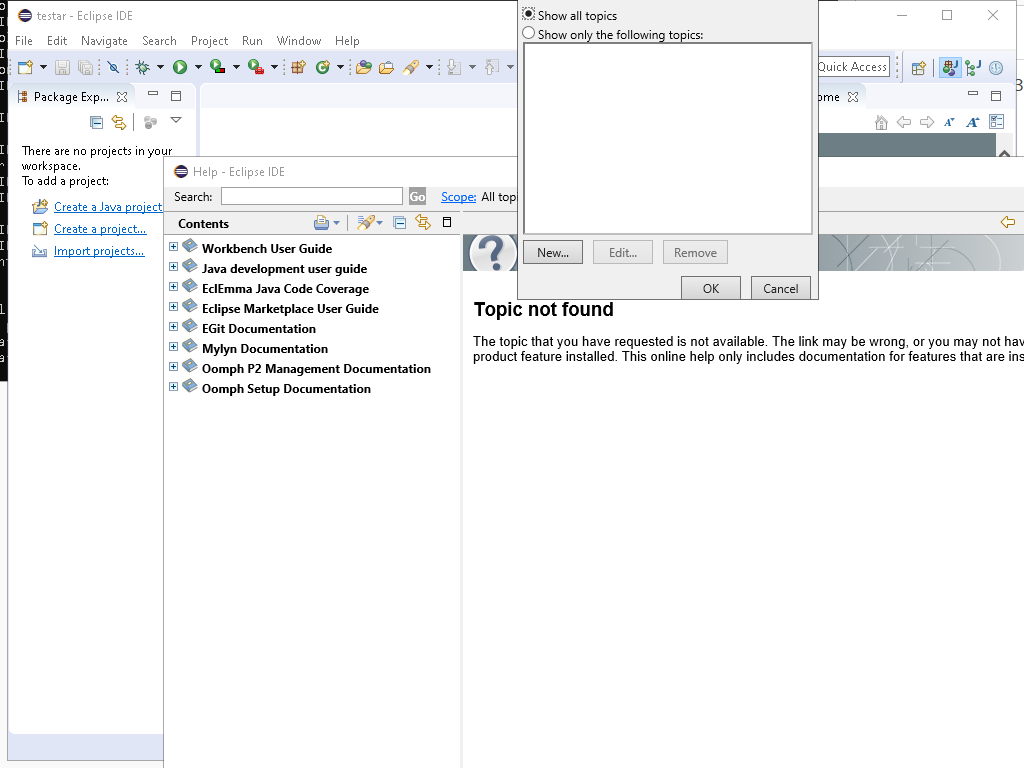 testar - Eclipse IDE
File Edit Navigate Search Project Run Window Help
Quick Access
Package Exp...
ome
There are no projects in your
workspace.
To add a project:
Create a Java project
Create a project...
Import projects...
Show all topics
Show only the following topics:
New... Edit... Remove
OK Cancel
Help - Eclipse IDE
Search: Go Scope: All top
Contents
Workbench User Guide
Java development user guide
EclEmma Java Code Coverage
Eclipse Marketplace User Guide
EGit Documentation
Mylyn Documentation
Oomph P2 Management Documentation
Oomph Setup Documentation
Topic not found
The topic that you have requested is not available. The link may be wrong, or you may not hav
product feature installed. This online help only includes documentation for features that are ins